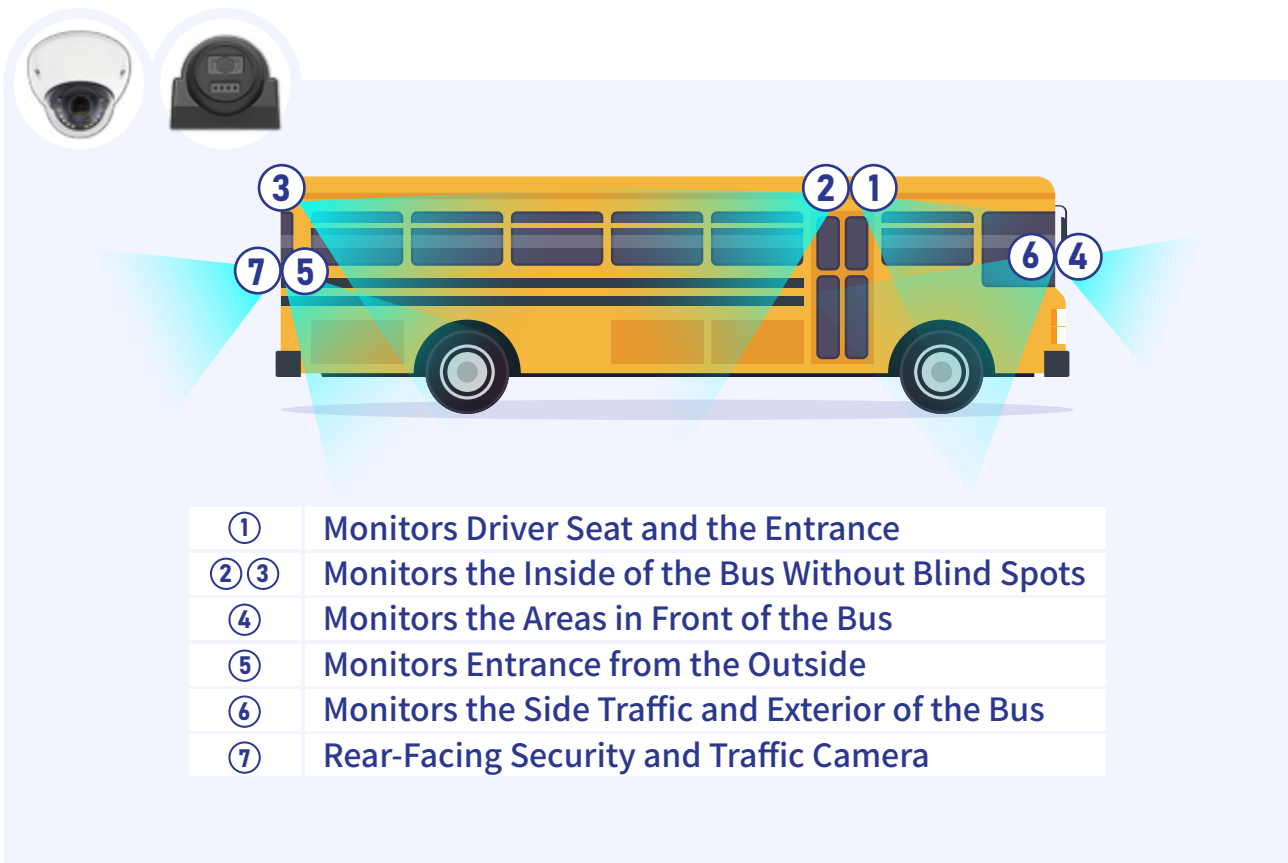 3 2 1
7 5 6 4
1 Monitors Driver Seat and the Entrance
2 3 Monitors the Inside of the Bus Without Blind Spots
4 Monitors the Areas in Front of the Bus
5 Monitors Entrance from the Outside
6 Monitors the Side Traffic and Exterior of the Bus
7 Rear-Facing Security and Traffic Camera